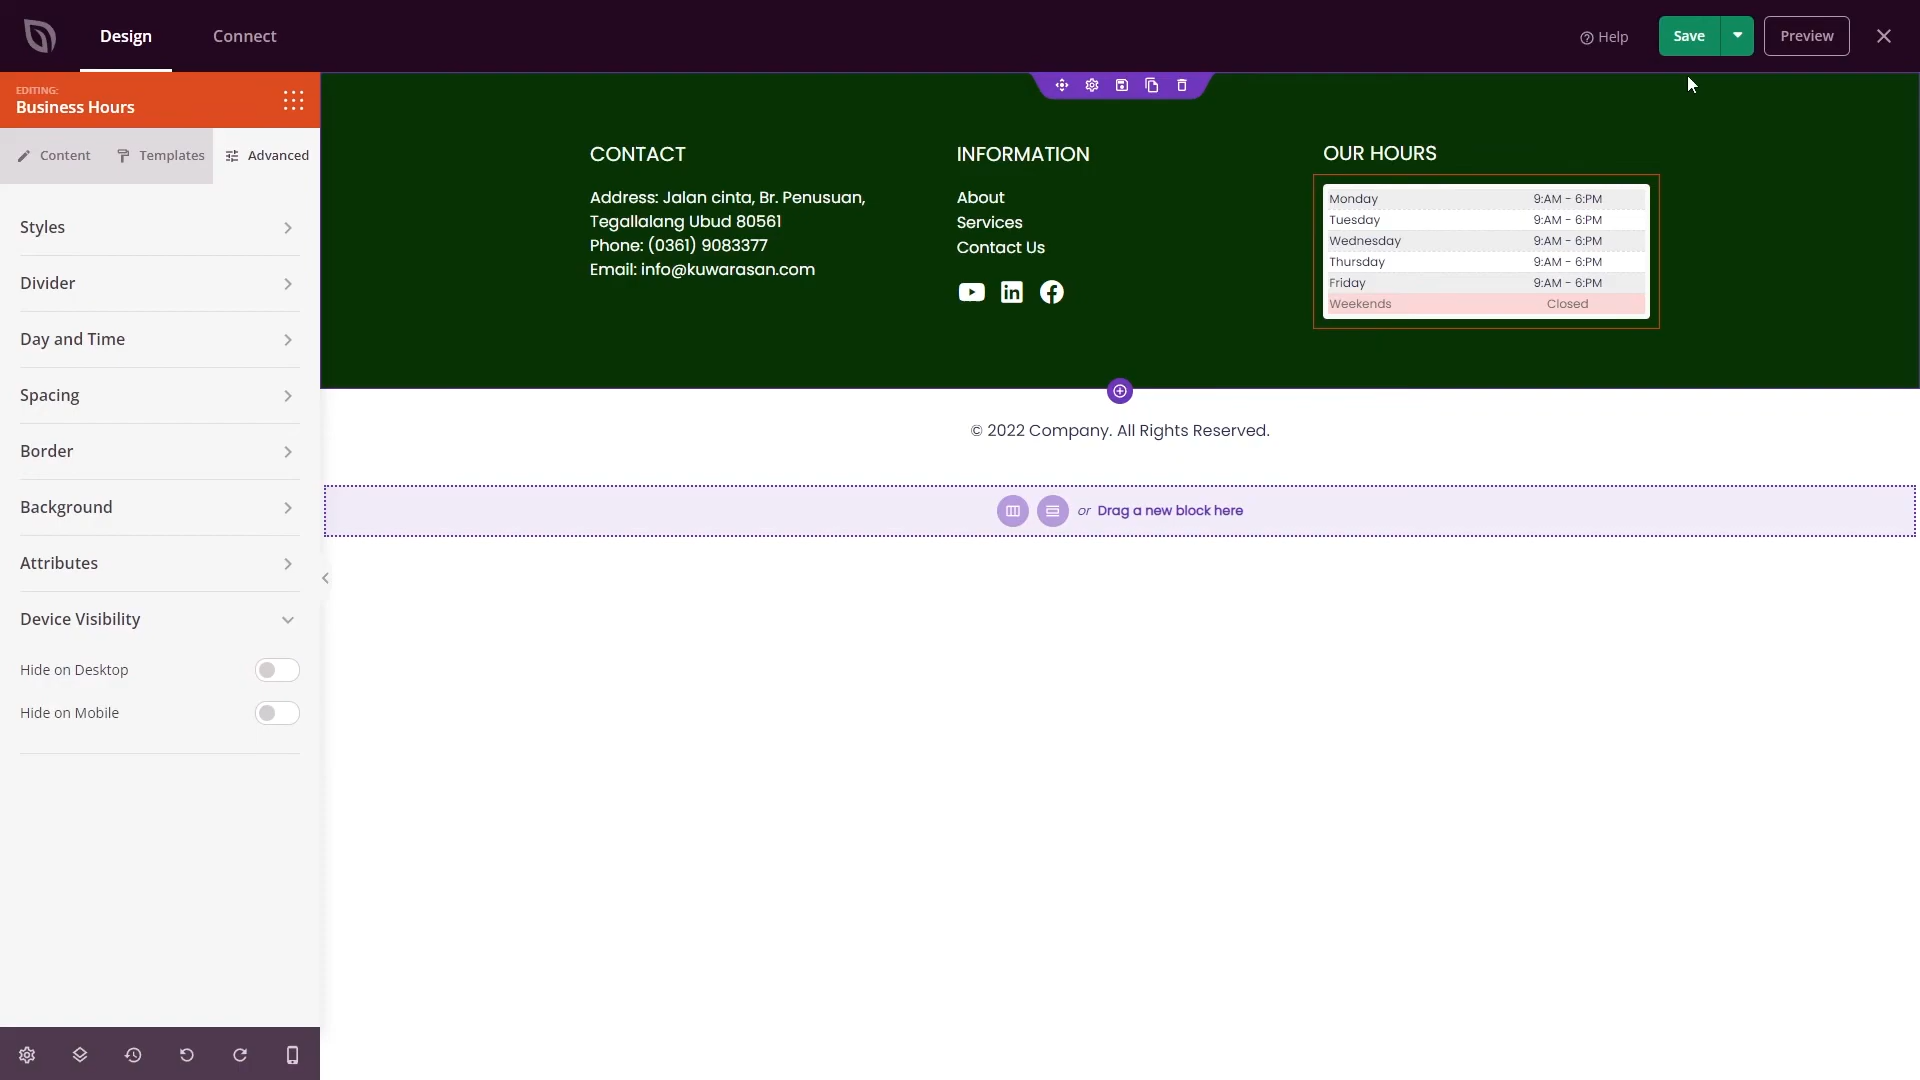 Design
Connect
Help
Save
Preview
EDITING:
Business Hours
Content
Templates
Advanced
Styles
Divider
Day and Time
Spacing
Border
Background
Attributes
Device Visibility
Hide on Desktop
Hide on Mobile
CONTACT
Address: Jalan cinta, Br. Penusuan,
Tegallalang Ubud 80561
Phone: (0361) 9083377
Email: info@kuwarasan.com
INFORMATION
About
Services
Contact Us
OUR HOURS
Monday 9:AM - 6:PM
Tuesday 9:AM - 6:PM
Wednesday 9:AM - 6:PM
Thursday 9:AM - 6:PM
Friday 9:AM - 6:PM
Weekends Closed
© 2022 Company. All Rights Reserved.
or Drag a new block here